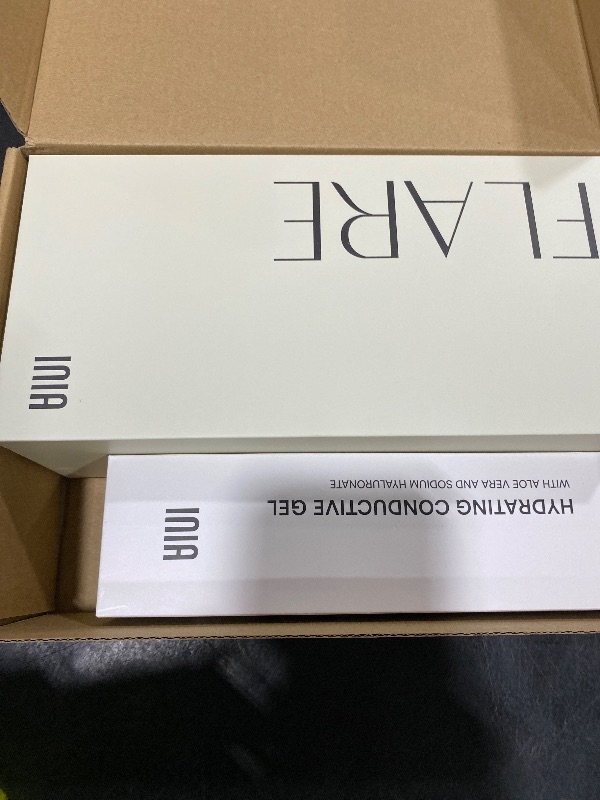 FLARE
INIA
HYDRATING CONDUCTIVE GEL
WITH ALOE VERA AND SODIUM HYALURONATE
INIA